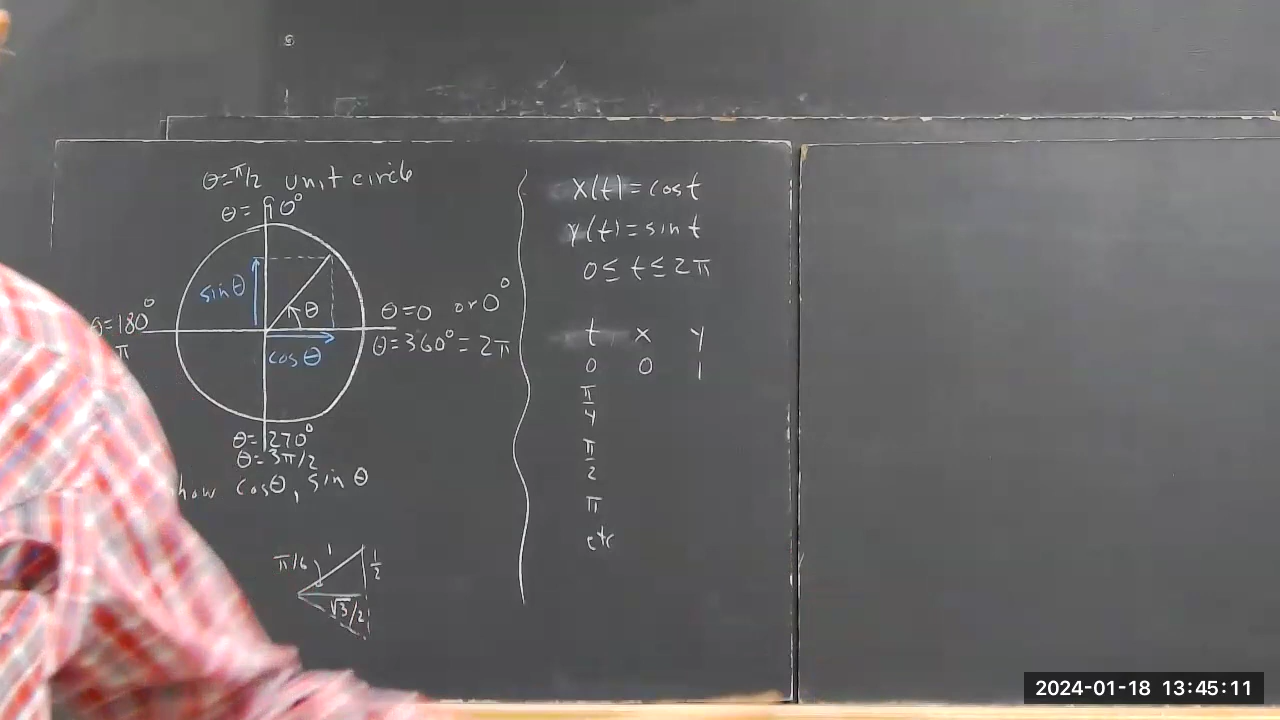 θ=π/2 unit circle
θ= 90°
sinθ
θ
cosθ
θ=0 or 0°
θ=360°=2π
θ=180°
π
θ=270°
θ=3π/2
how cosθ, sin θ
π/6 1 1/2
√3/2
x(t)=cost
y(t)=sint
0≤t≤2π
t x y
0 0 1
π/4
π/2
π
etc
2024-01-18 13:45:11